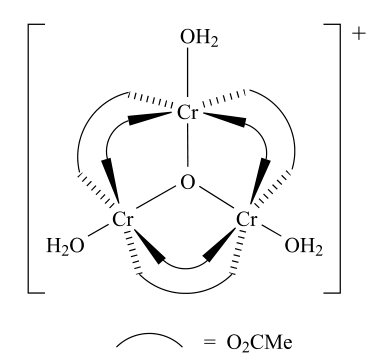 OH₂
+
Cr
O
Cr Cr
H₂O OH₂
= O₂CMe